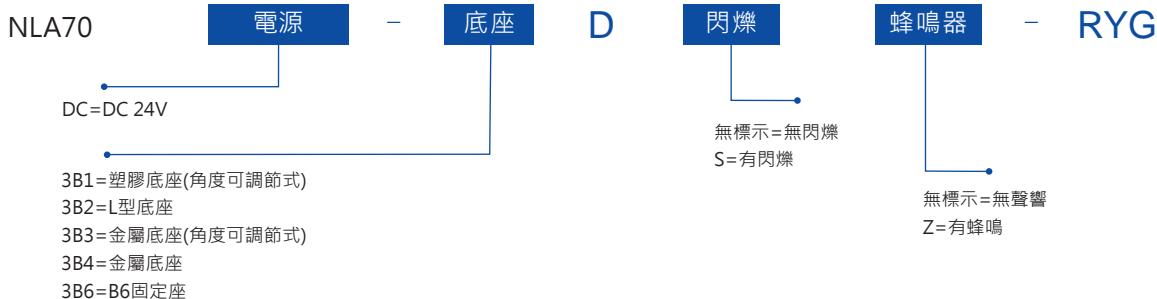 NLA70 電源 – 底座 D 閃爍 蜂鳴器 – RYG
DC=DC 24V
3B1=塑膠底座(角度可調節式)
3B2=L型底座
3B3=金屬底座(角度可調節式)
3B4=金屬底座
3B6=B6固定座
無標示=無閃爍
S=有閃爍
無標示=無聲響
Z=有蜂鳴